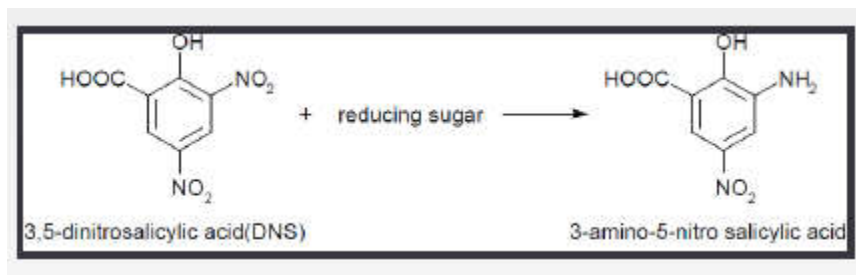 OH
HOOC
NO2
+ reducing sugar
NO2
3,5-dinitrosalicylic acid(DNS)
OH
HOOC
NH2
NO2
3-amino-5-nitro salicylic acid